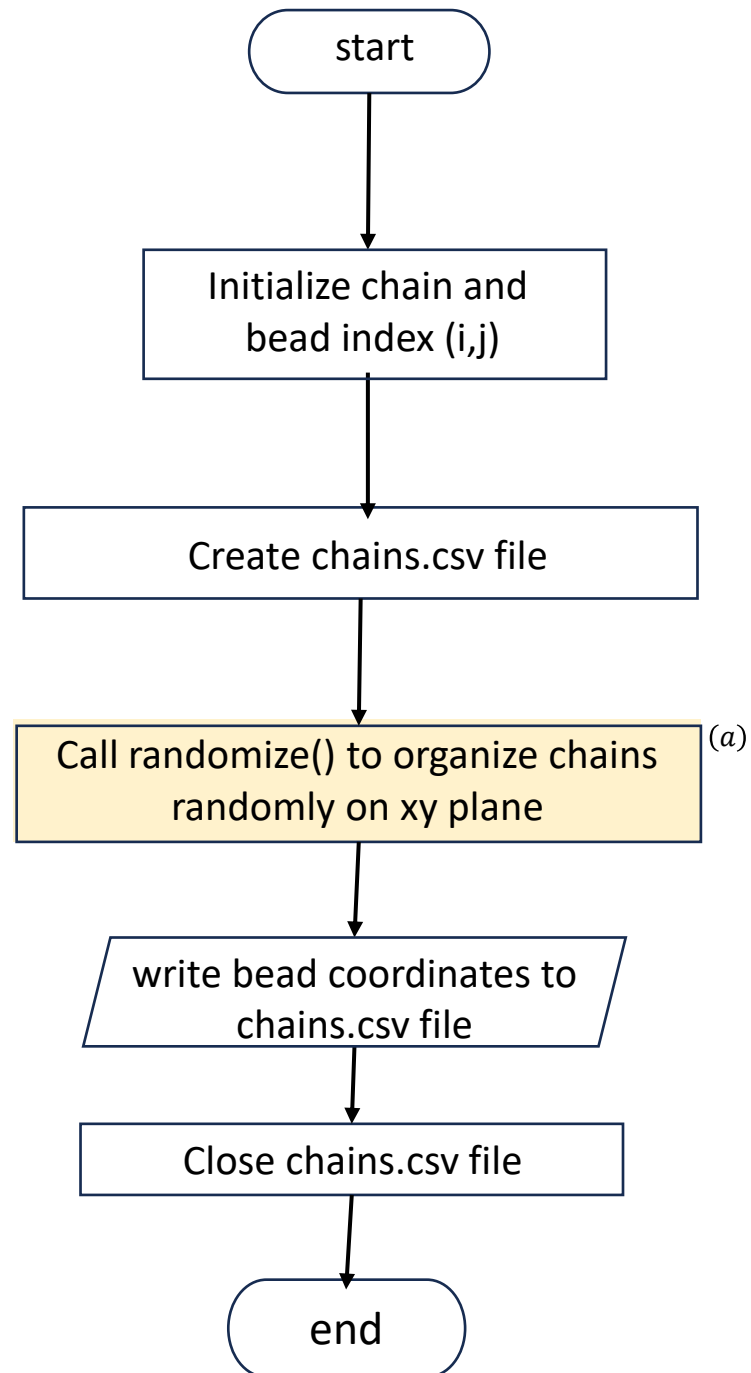 start
Initialize chain and
bead index (i,j)
Create chains.csv file
Call randomize() to organize chains
randomly on xy plane
(a)
write bead coordinates to
chains.csv file
Close chains.csv file
end